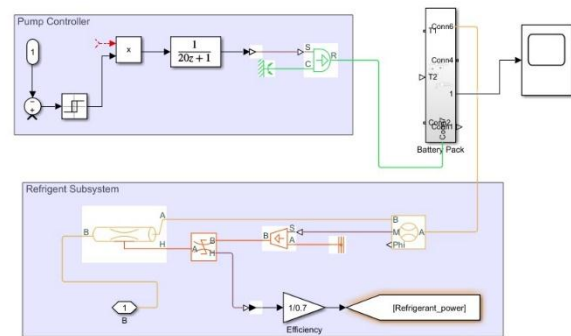 Pump Controller
1
x
1
20z+1
S
C
R
Conn6
T1
Conn4
T2
1
Conn2
Conn1
Battery Pack
Refrigent Subsystem
A
B
H
B
A
H
B
S
A
B
M
A
Phi
1
B
1/0.7
Efficiency
[Refrigerant_power]